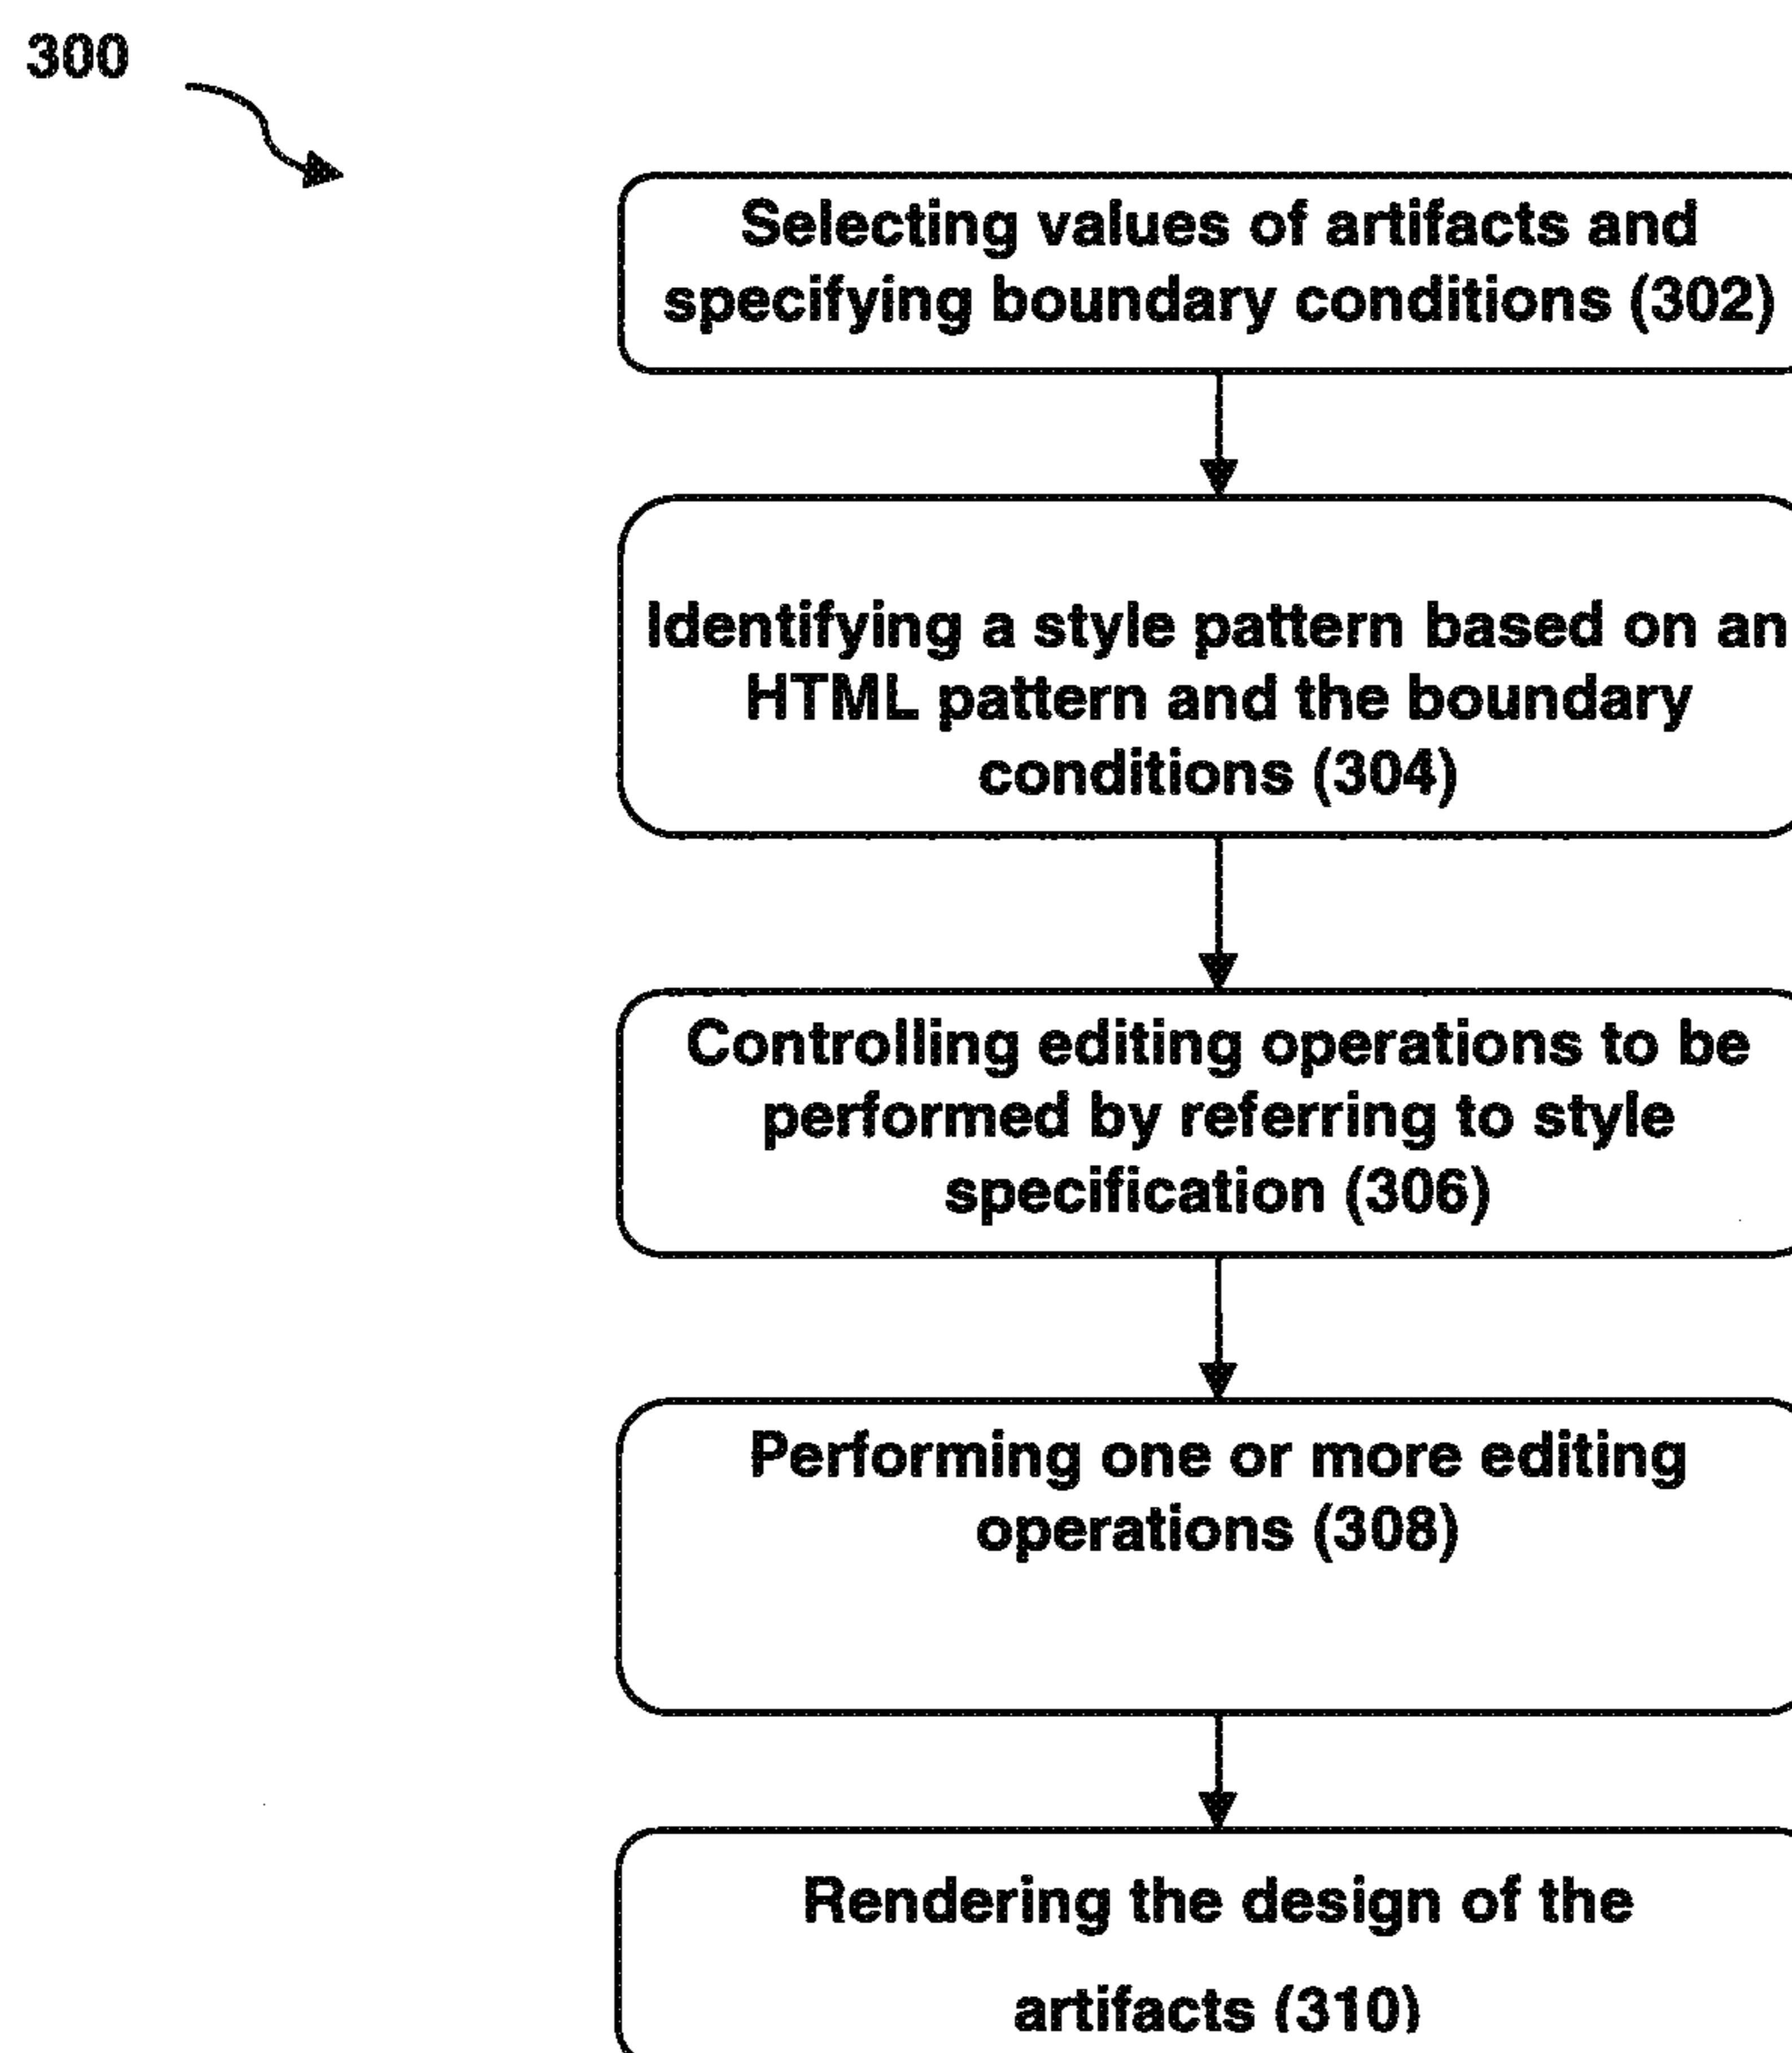 300
Selecting values of artifacts and
specifying boundary conditions (302)
Identifying a style pattern based on an
HTML pattern and the boundary
conditions (304)
Controlling editing operations to be
performed by referring to style
specification (306)
Performing one or more editing
operations (308)
Rendering the design of the
artifacts (310)